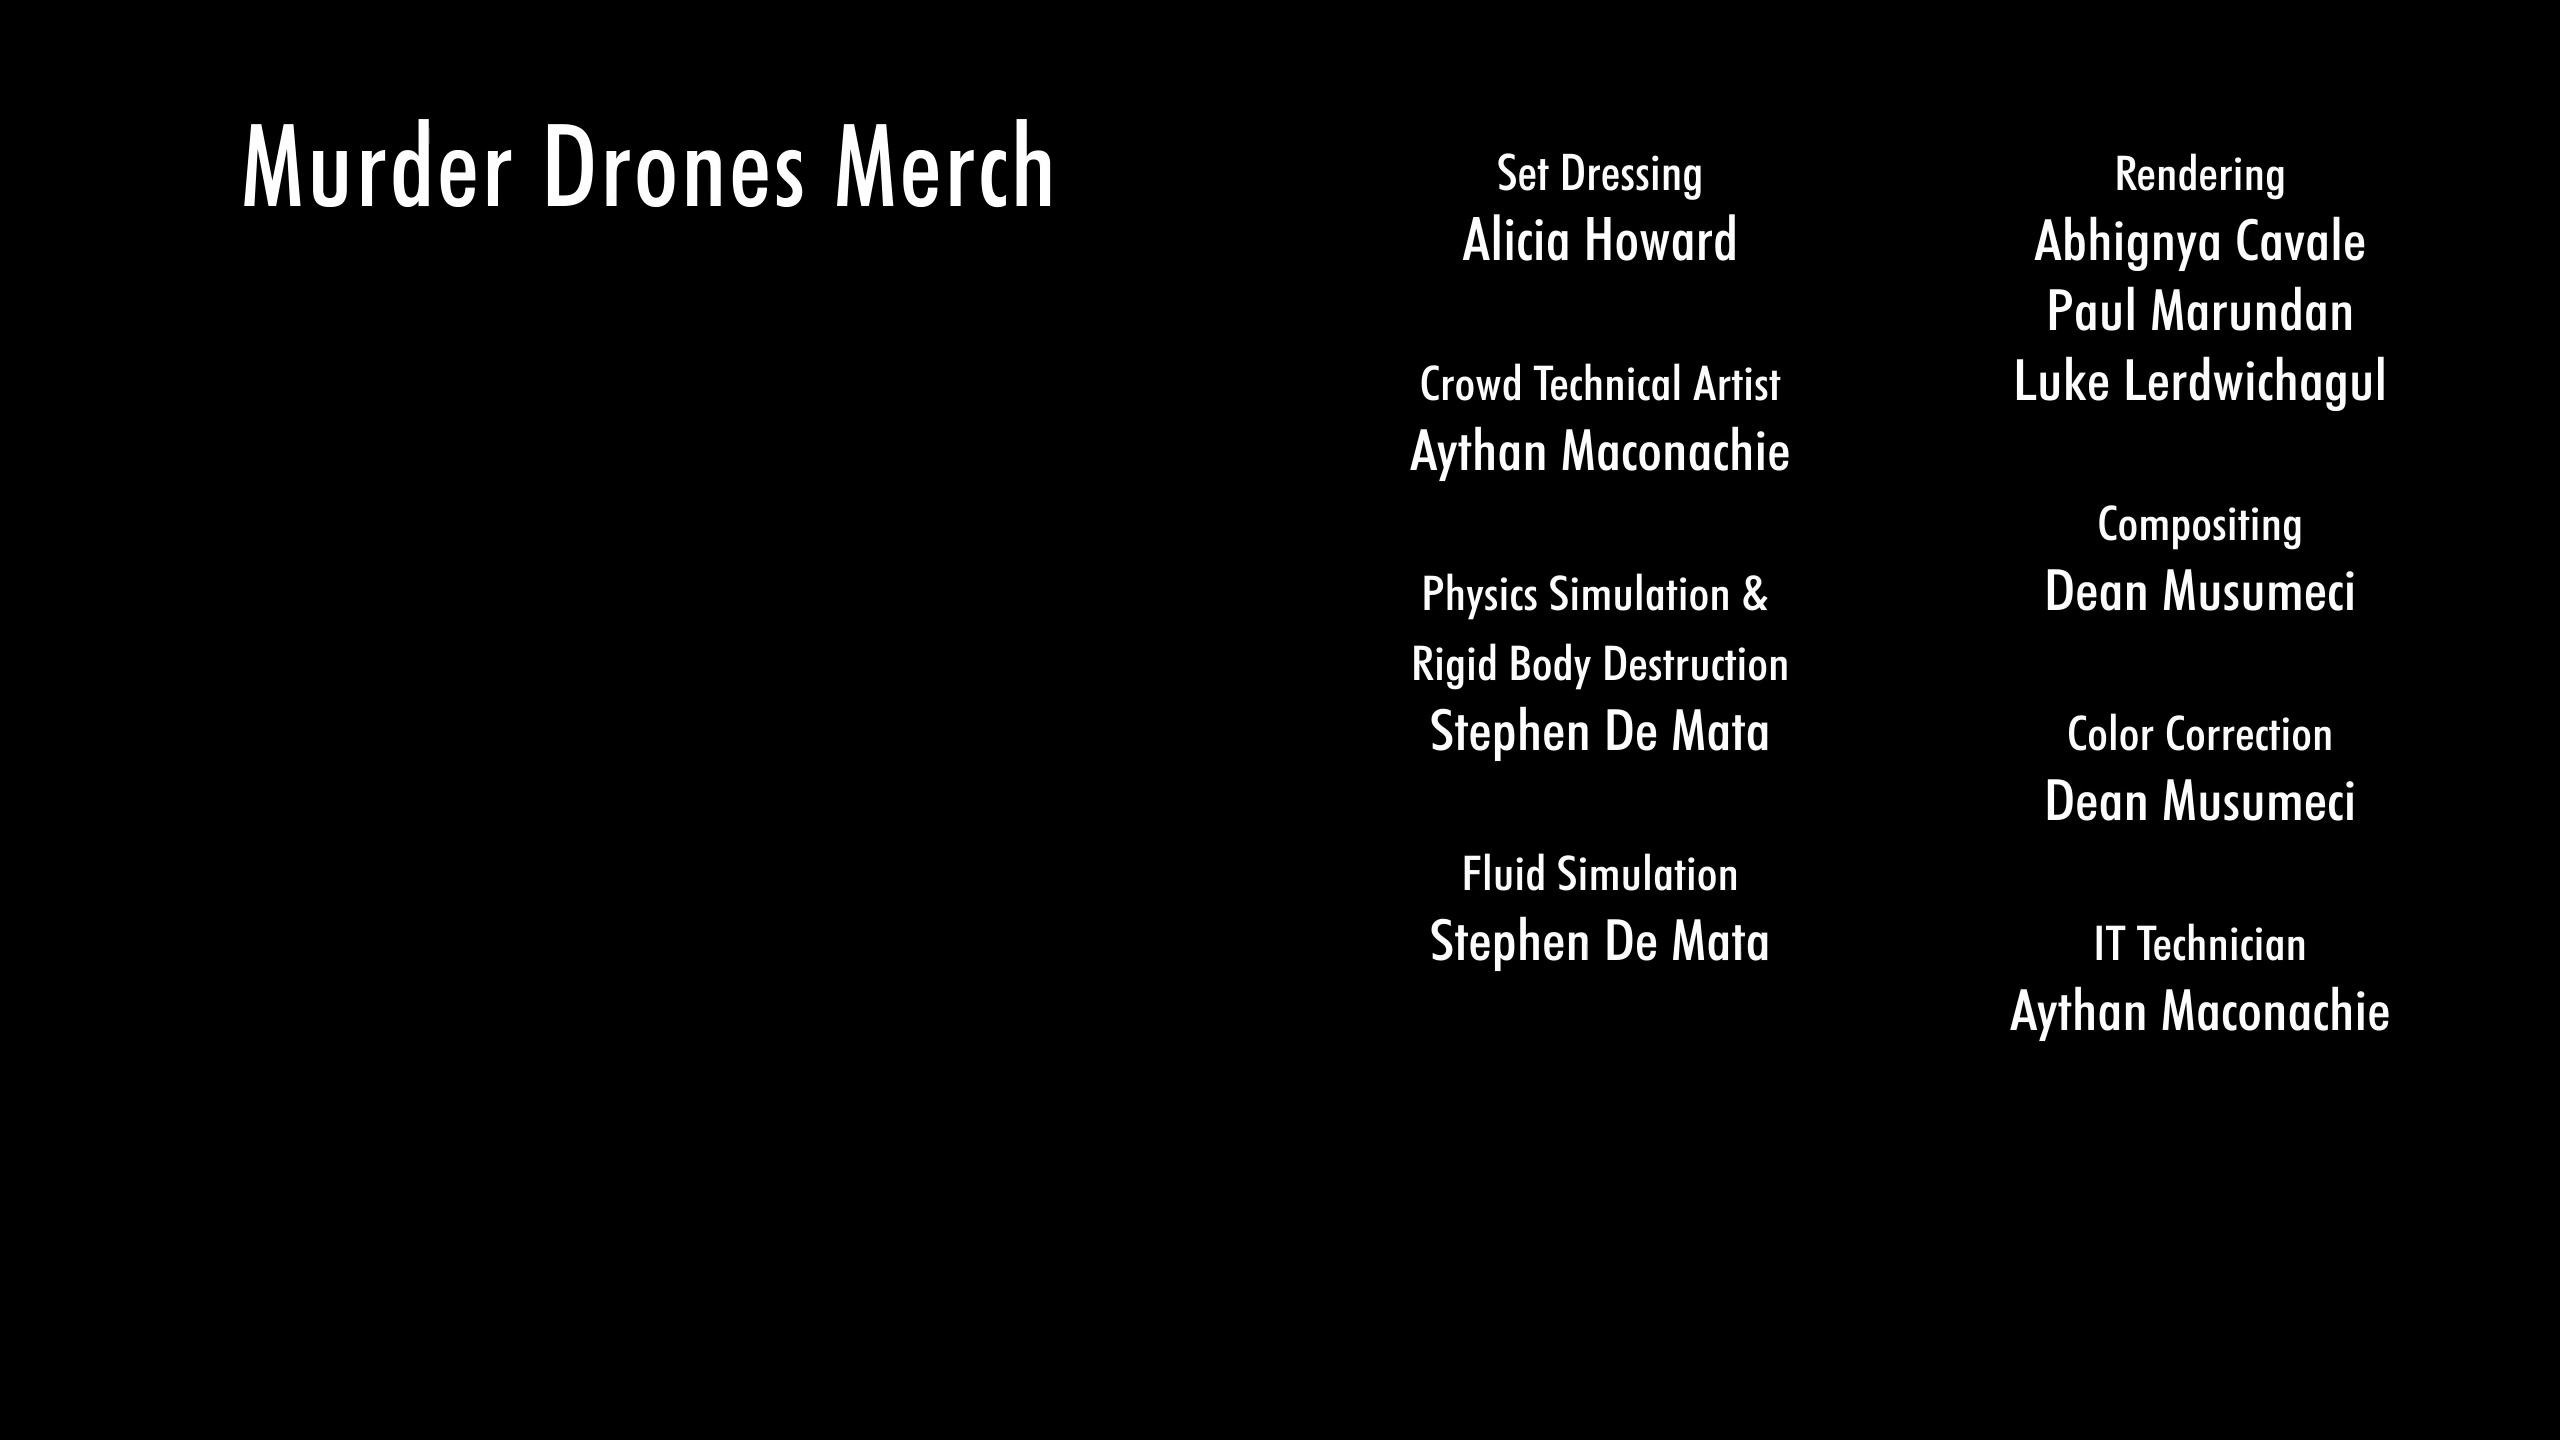 Murder Drones Merch
Set Dressing
Alicia Howard
Crowd Technical Artist
Aythan Maconachie
Physics Simulation &
Rigid Body Destruction
Stephen De Mata
Fluid Simulation
Stephen De Mata
Rendering
Abhignya Cavale
Paul Marundan
Luke Lerdwichagul
Compositing
Dean Musumeci
Color Correction
Dean Musumeci
IT Technician
Aythan Maconachie